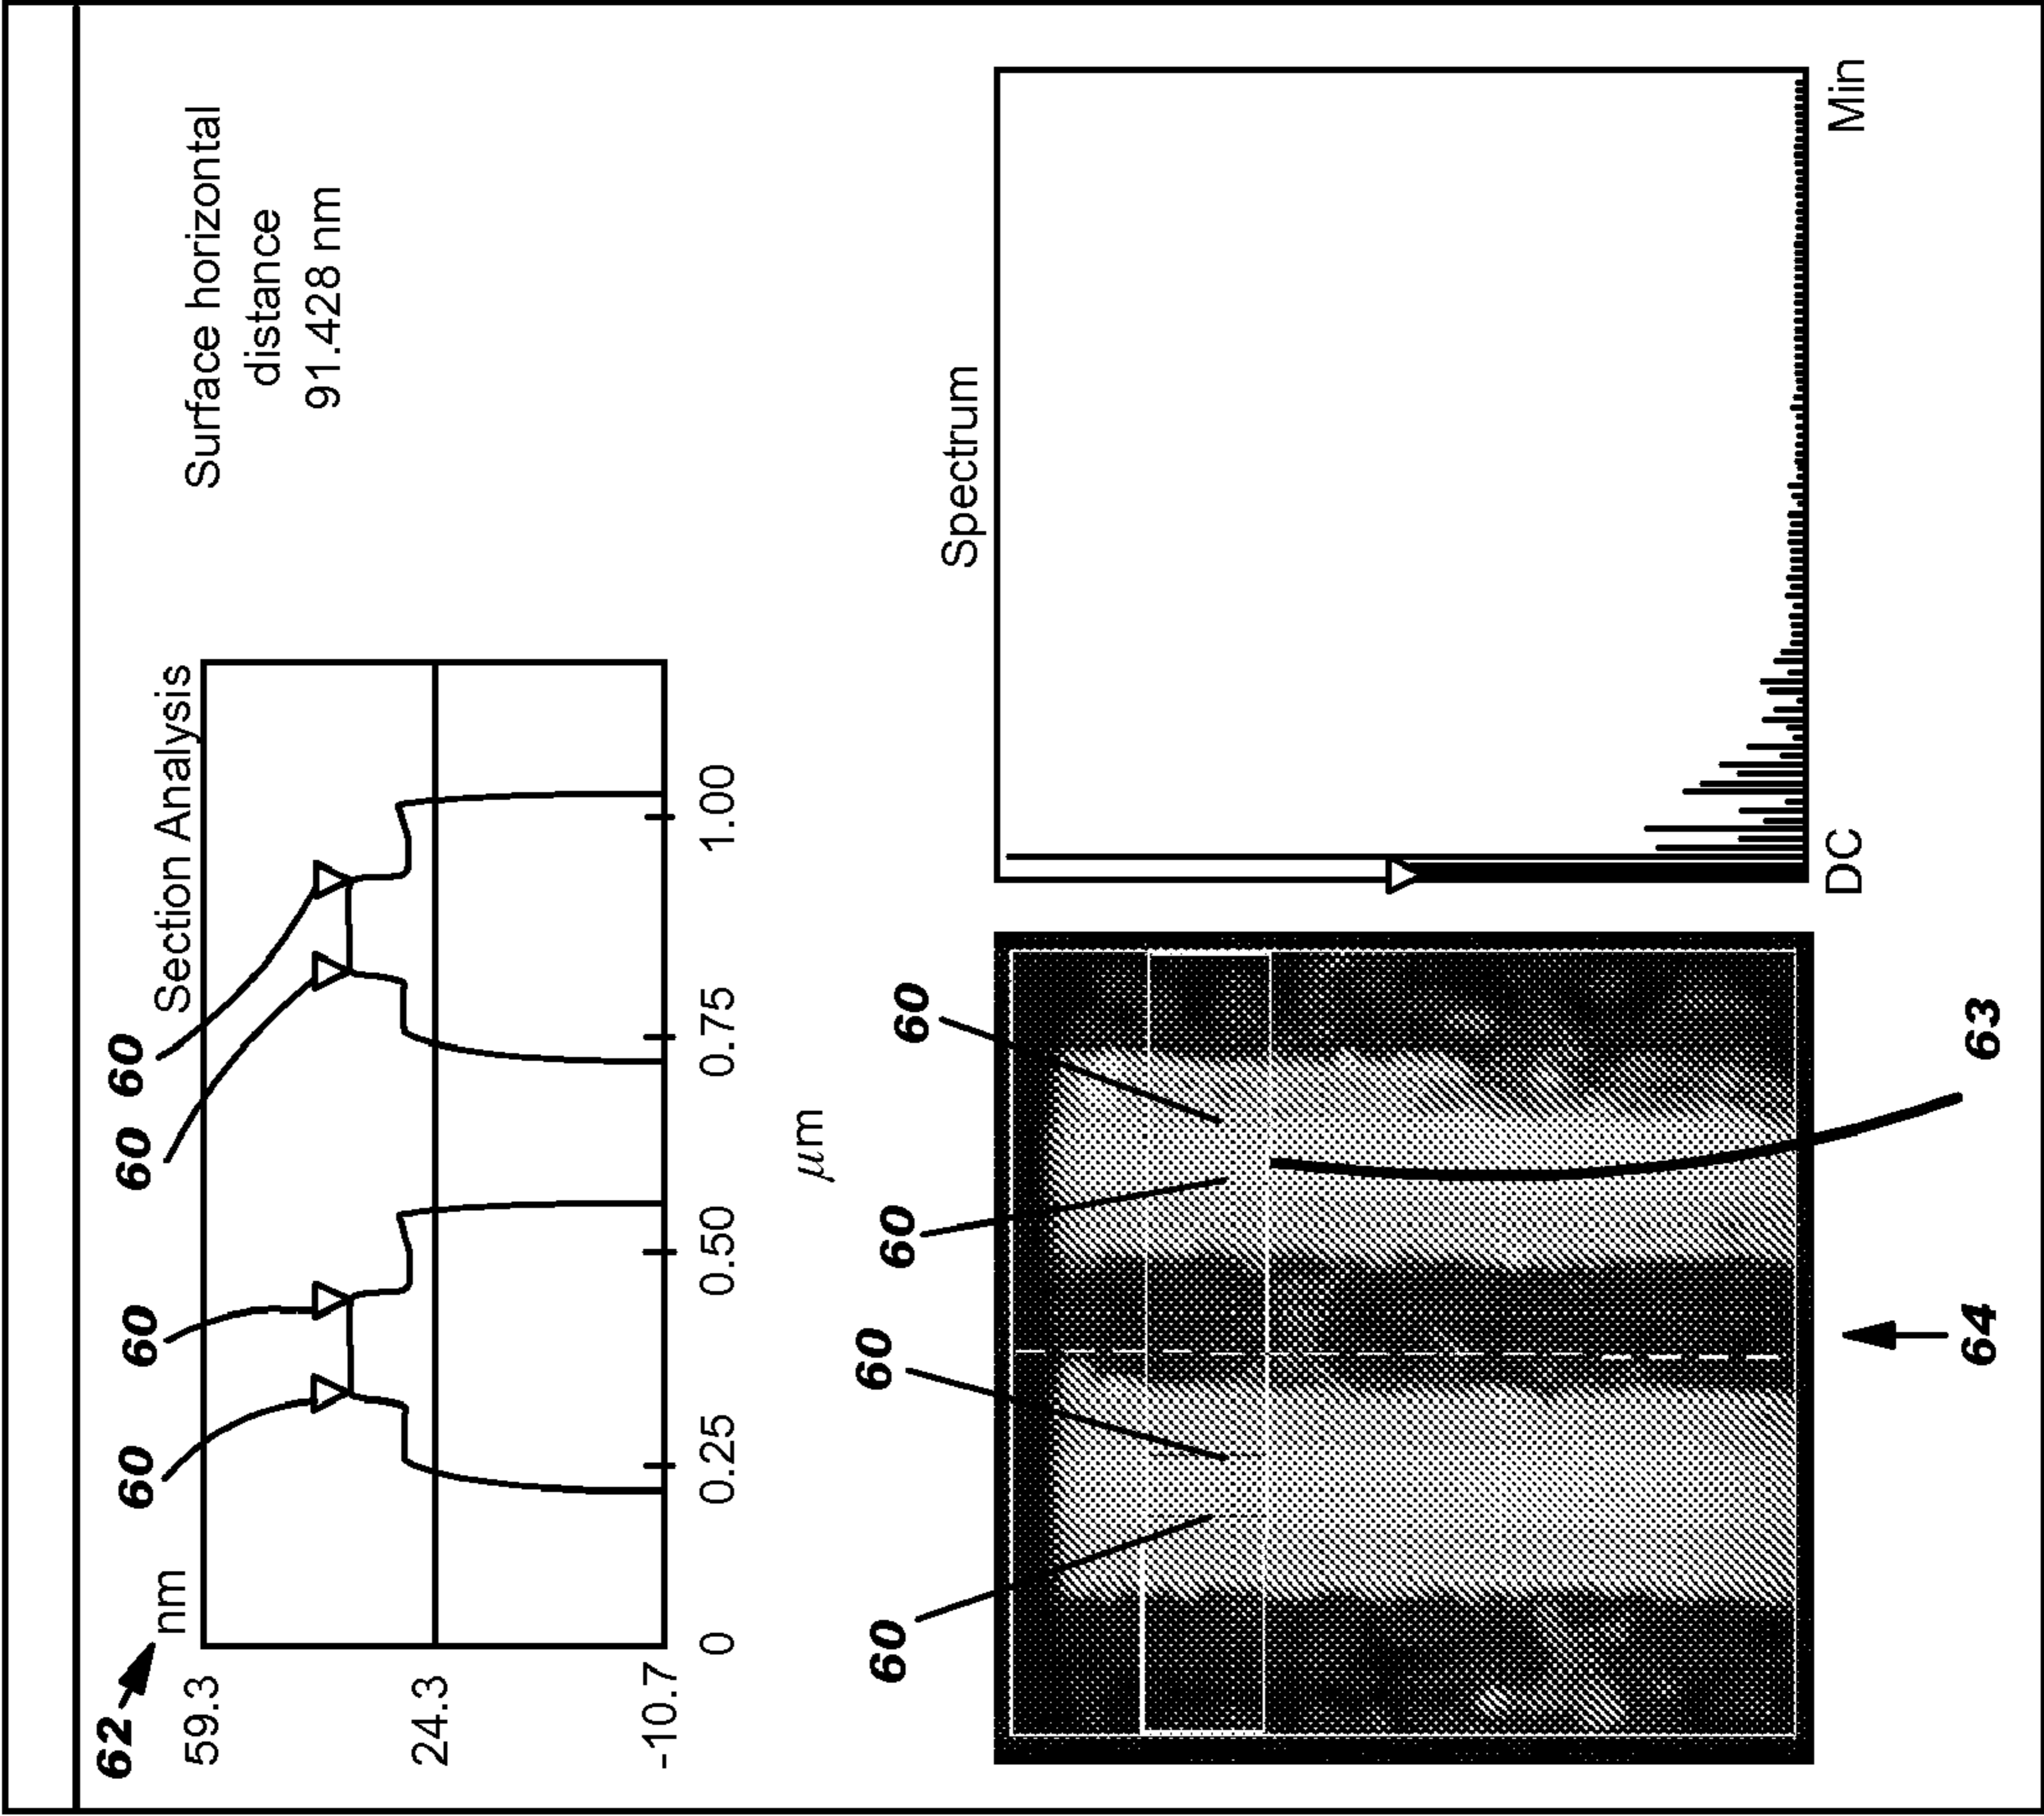 62
nm
60
60
60
60
Section Analysis
59.3
24.3
-10.7
0
0.25
0.50
0.75
1.00
μm
Surface horizontal
distance
91.428 nm
60
60
60
60
63
64
Spectrum
DC
Min